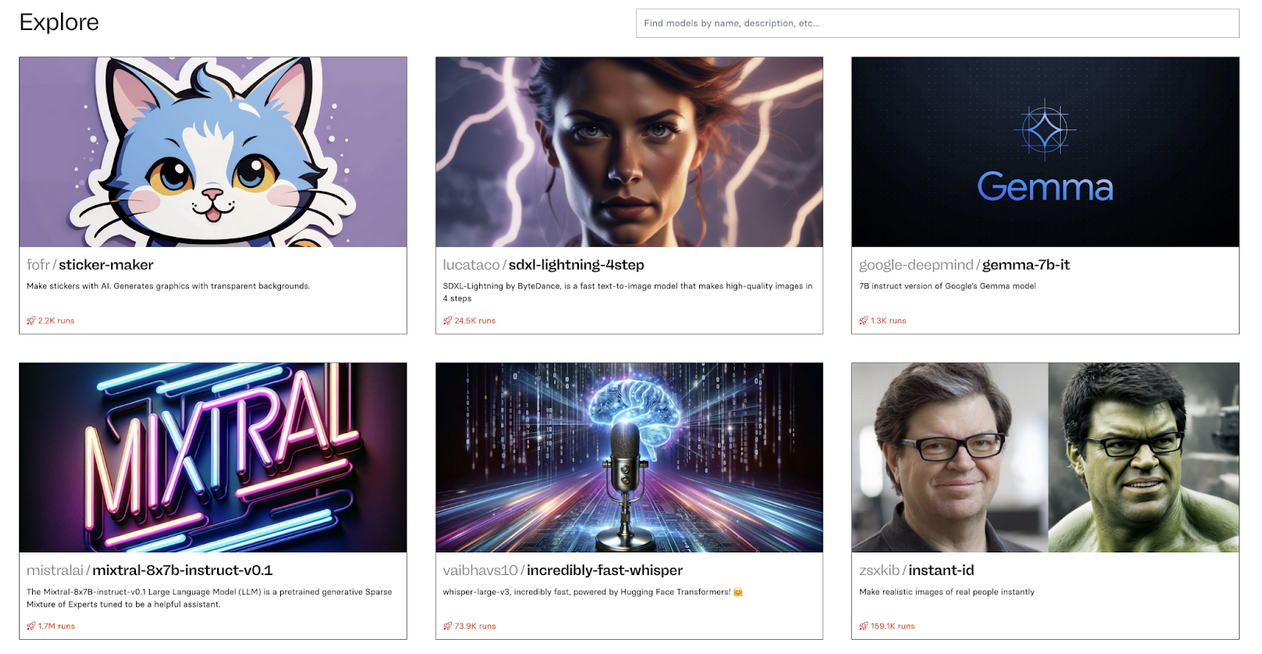 Explore
Find models by name, description, etc...
Gemma
fofr / sticker-maker
Make stickers with AI. Generates graphics with transparent backgrounds.
2.2K runs
lucataco / sdxl-lightning-4step
SDXL-Lightning by ByteDance, is a fast text-to-image model that makes high-quality images in
4 steps
24.5K runs
google-deepmind / gemma-7b-it
7B instruct version of Google's Gemma model
1.3K runs
MIXTRAL
mistralai / mixtral-8x7b-instruct-v0.1
The Mixtral-8x7B-instruct-v0.1 Large Language Model (LLM) is a pretrained generative Sparse
Mixture of Experts tuned to be a helpful assistant.
1.7M runs
vaibhavs10 / incredibly-fast-whisper
whisper-large-v3, incredibly fast, powered by Hugging Face Transformers! 🤗
73.9K runs
zsxkib / instant-id
Make realistic images of real people instantly
159.1K runs